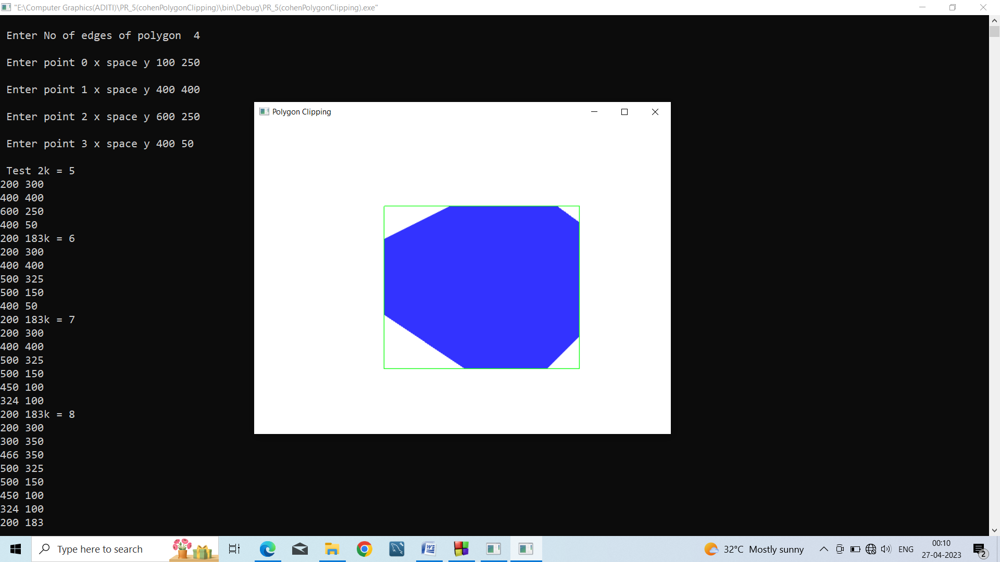 "E:\Computer Graphics(ADITI)\PR_5(cohenPolygonClipping)\bin\Debug\PR_5(cohenPolygonClipping).exe"
Enter No of edges of polygon  4
Enter point 0 x space y 100 250
Enter point 1 x space y 400 400
Enter point 2 x space y 600 250
Enter point 3 x space y 400 50
Test 2k = 5
200 300
400 400
600 250
400 50
200 183k = 6
200 300
400 400
500 325
500 150
400 50
200 183k = 7
200 300
400 400
500 325
500 150
450 100
324 100
200 183k = 8
200 300
300 350
466 350
500 325
500 150
450 100
324 100
200 183
Polygon Clipping
Type here to search
32°C Mostly sunny
ENG
00:10
27-04-2023
2